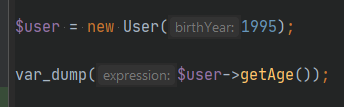 $user = new User( birthYear: 1995);
var_dump( expression: $user->getAge());